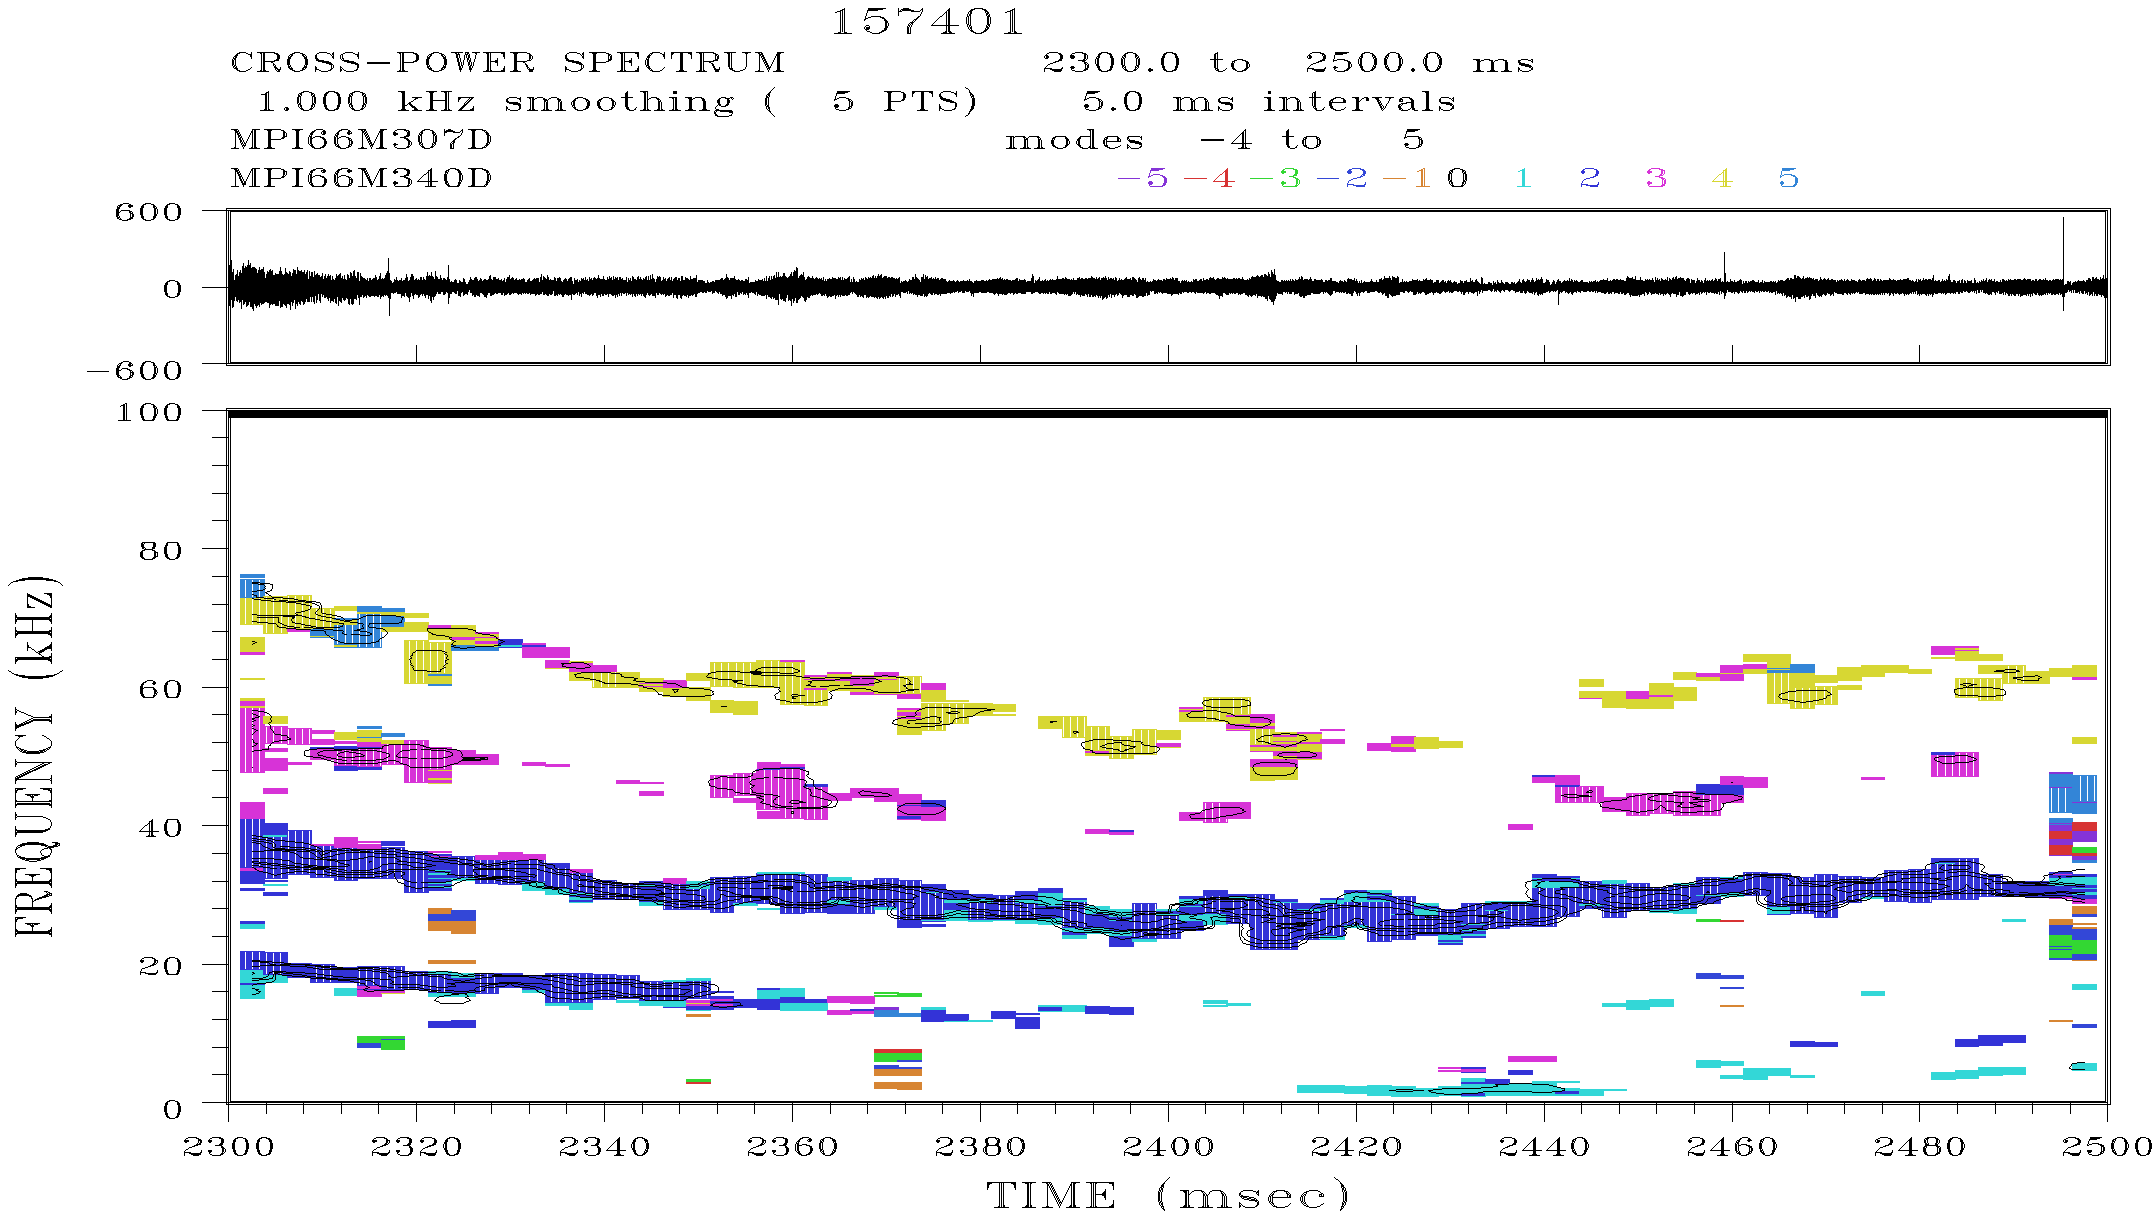 157401
CROSS-POWER SPECTRUM 2300.0 to 2500.0 ms
1.000 kHz smoothing ( 5 PTS) 5.0 ms intervals
MPI66M307D modes -4 to 5
MPI66M340D -5 -4 -3 -2 -1 0 1 2 3 4 5
600
0
-600
100
80
60
40
20
0
FREQUENCY (kHz)
2300 2320 2340 2360 2380 2400 2420 2440 2460 2480 2500
TIME (msec)